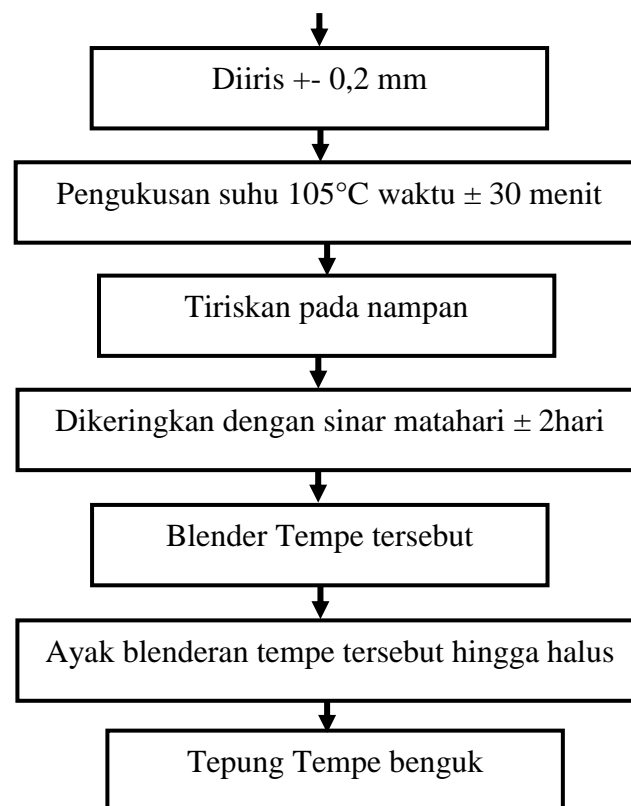 Diiris +- 0,2 mm
Pengukusan suhu 105°C waktu ± 30 menit
Tiriskan pada nampan
Dikeringkan dengan sinar matahari ± 2hari
Blender Tempe tersebut
Ayak blenderan tempe tersebut hingga halus
Tepung Tempe benguk